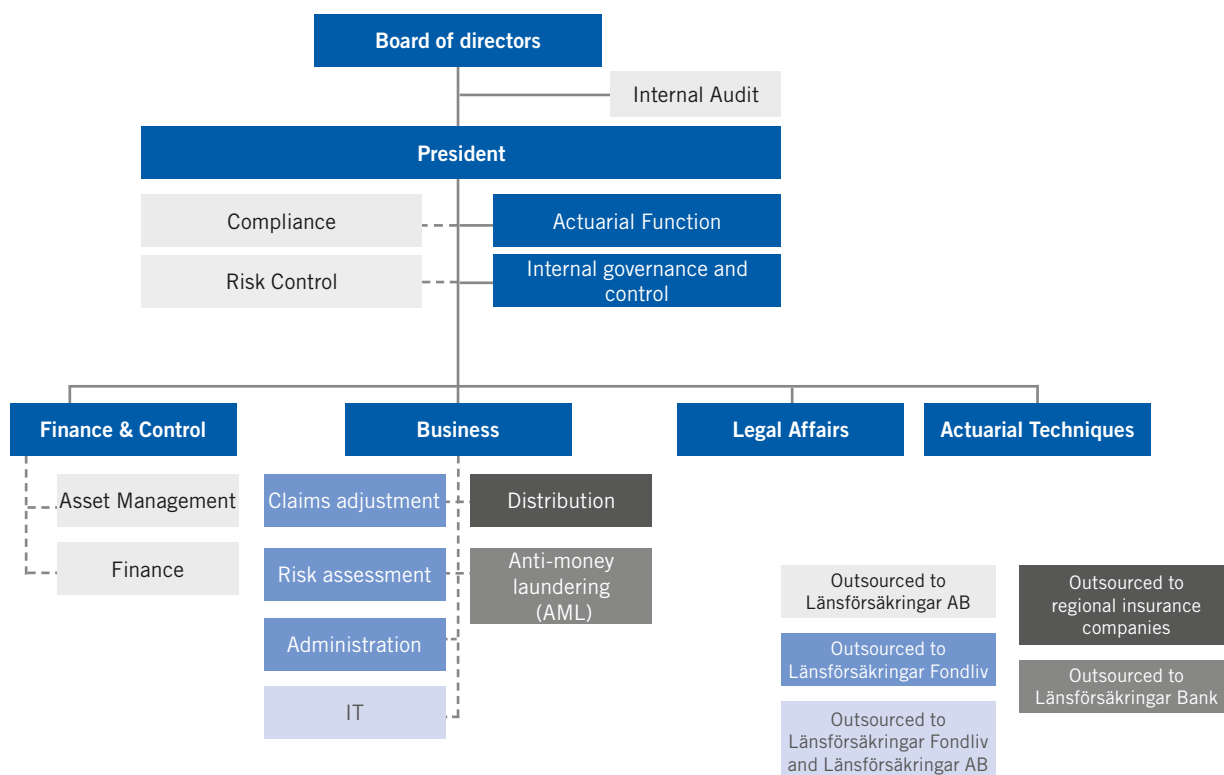 Board of directors
Internal Audit
President
Compliance
Actuarial Function
Risk Control
Internal governance and
control
Finance & Control
Business
Legal Affairs
Actuarial Techniques
Asset Management
Finance
Claims adjustment
Distribution
Risk assessment
Anti-money
laundering
(AML)
Administration
IT
Outsourced to
Länsförsäkringar AB
Outsourced to
regional insurance
companies
Outsourced to
Länsförsäkringar Fondliv
Outsourced to
Länsförsäkringar Bank
Outsourced to
Länsförsäkringar Fondliv
and Länsförsäkringar AB